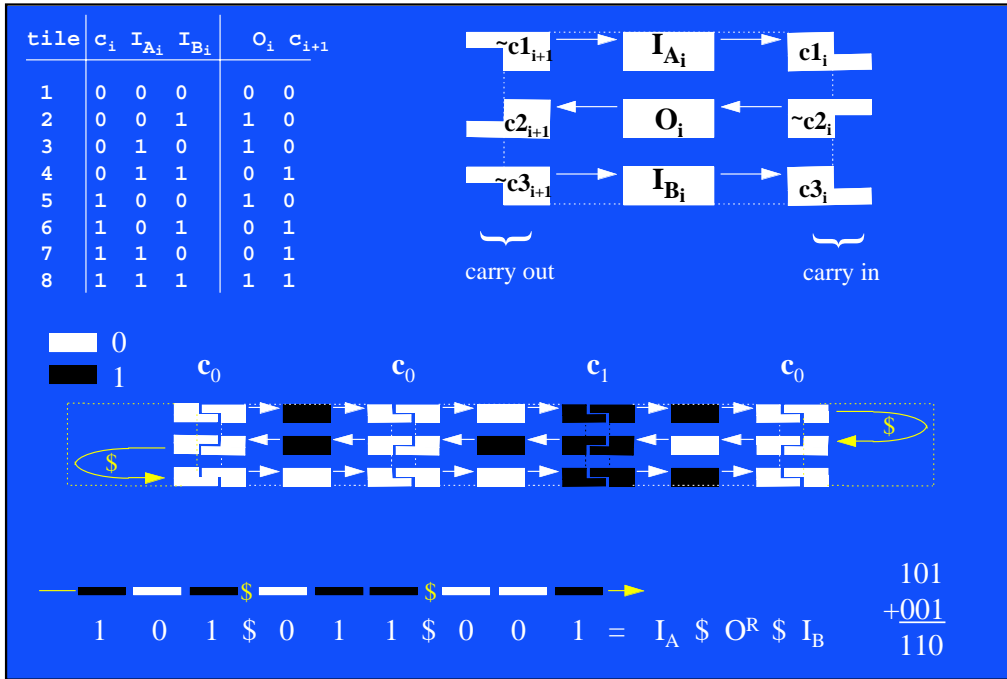 tile c_i I_Ai I_Bi O_i c_i+1
1 0 0 0 0 0
2 0 0 1 1 0
3 0 1 0 1 0
4 0 1 1 0 1
5 1 0 0 1 0
6 1 0 1 0 1
7 1 1 0 0 1
8 1 1 1 1 1
~c1_i+1 I_Ai c1_i
c2_i+1 O_i ~c2_i
~c3_i+1 I_Bi c3_i
carry out carry in
0
1
c_0 c_0 c_1 c_0
$
$
$ $
1 0 1 $ 0 1 1 $ 0 0 1 = I_A $ O^R $ I_B
101
+001
110